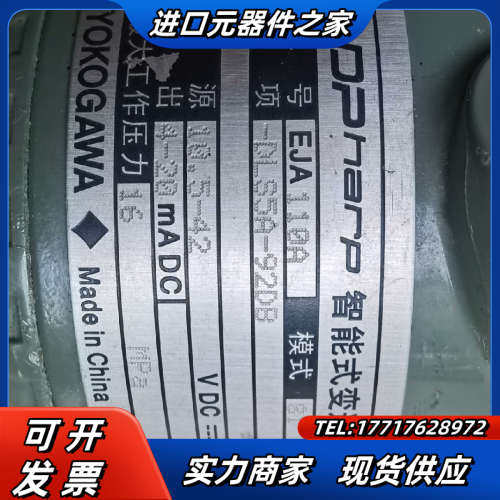 进口元器件之家
DPharp 智能式变
号 EJA110A 模式
项 -DLS5A-92DB
源 10.5-42 V DC
出 4-20 mA DC
大工作压力 16 MPa
YOKOGAWA Made in China
TEL:17717628972
可开
发票
实力商家 现货供应